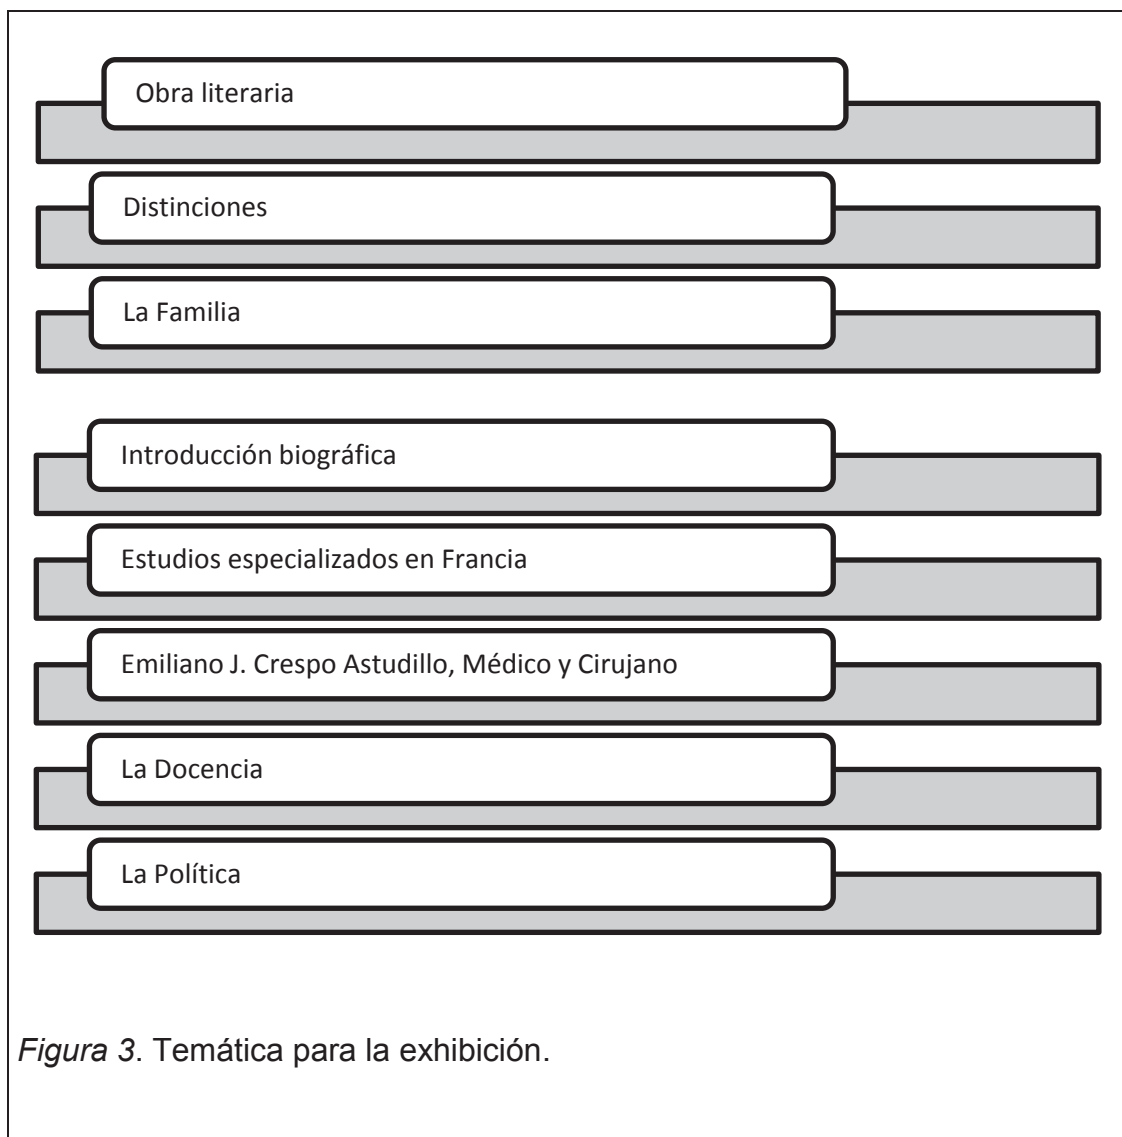 Obra literaria
Distinciones
La Familia
Introducción biográfica
Estudios especializados en Francia
Emiliano J. Crespo Astudillo, Médico y Cirujano
La Docencia
La Política
Figura 3. Temática para la exhibición.